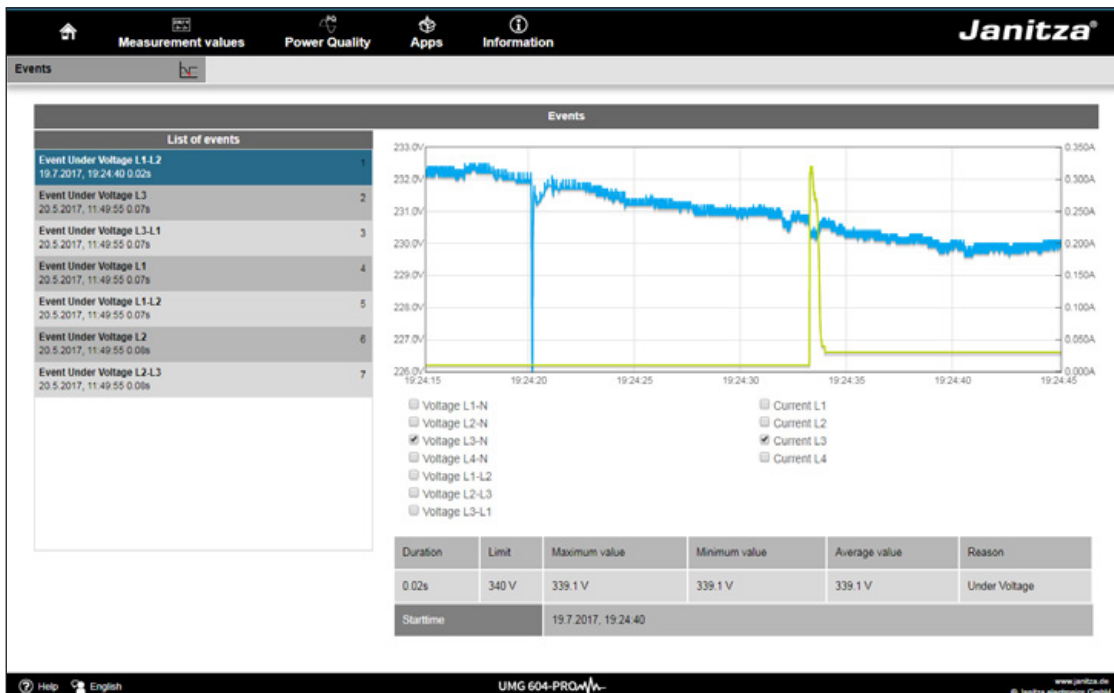 Measurement values
Power Quality
Apps
Information
Janitza®
Events
Events
List of events
Event Under Voltage L1-L2
19.7.2017, 19:24:40 0.02s
1
Event Under Voltage L3
20.5.2017, 11:49:55 0.07s
2
Event Under Voltage L3-L1
20.5.2017, 11:49:55 0.07s
3
Event Under Voltage L1
20.5.2017, 11:49:55 0.07s
4
Event Under Voltage L1-L2
20.5.2017, 11:49:55 0.07s
5
Event Under Voltage L2
20.5.2017, 11:49:55 0.08s
6
Event Under Voltage L2-L3
20.5.2017, 11:49:55 0.08s
7
233.0V
232.0V
231.0V
230.0V
229.0V
228.0V
227.0V
226.0V
0.350A
0.300A
0.250A
0.200A
0.150A
0.100A
0.050A
0.000A
19:24:15 19:24:20 19:24:25 19:24:30 19:24:35 19:24:40 19:24:45
Voltage L1-N
Voltage L2-N
Voltage L3-N
Voltage L4-N
Voltage L1-L2
Voltage L2-L3
Voltage L3-L1
Current L1
Current L2
Current L3
Current L4
Duration Limit Maximum value Minimum value Average value Reason
0.02s 340 V 339.1 V 339.1 V 339.1 V Under Voltage
Starttime 19.7.2017, 19:24:40
Help English
UMG 604-PRO
www.janitza.de
© Janitza electronics GmbH